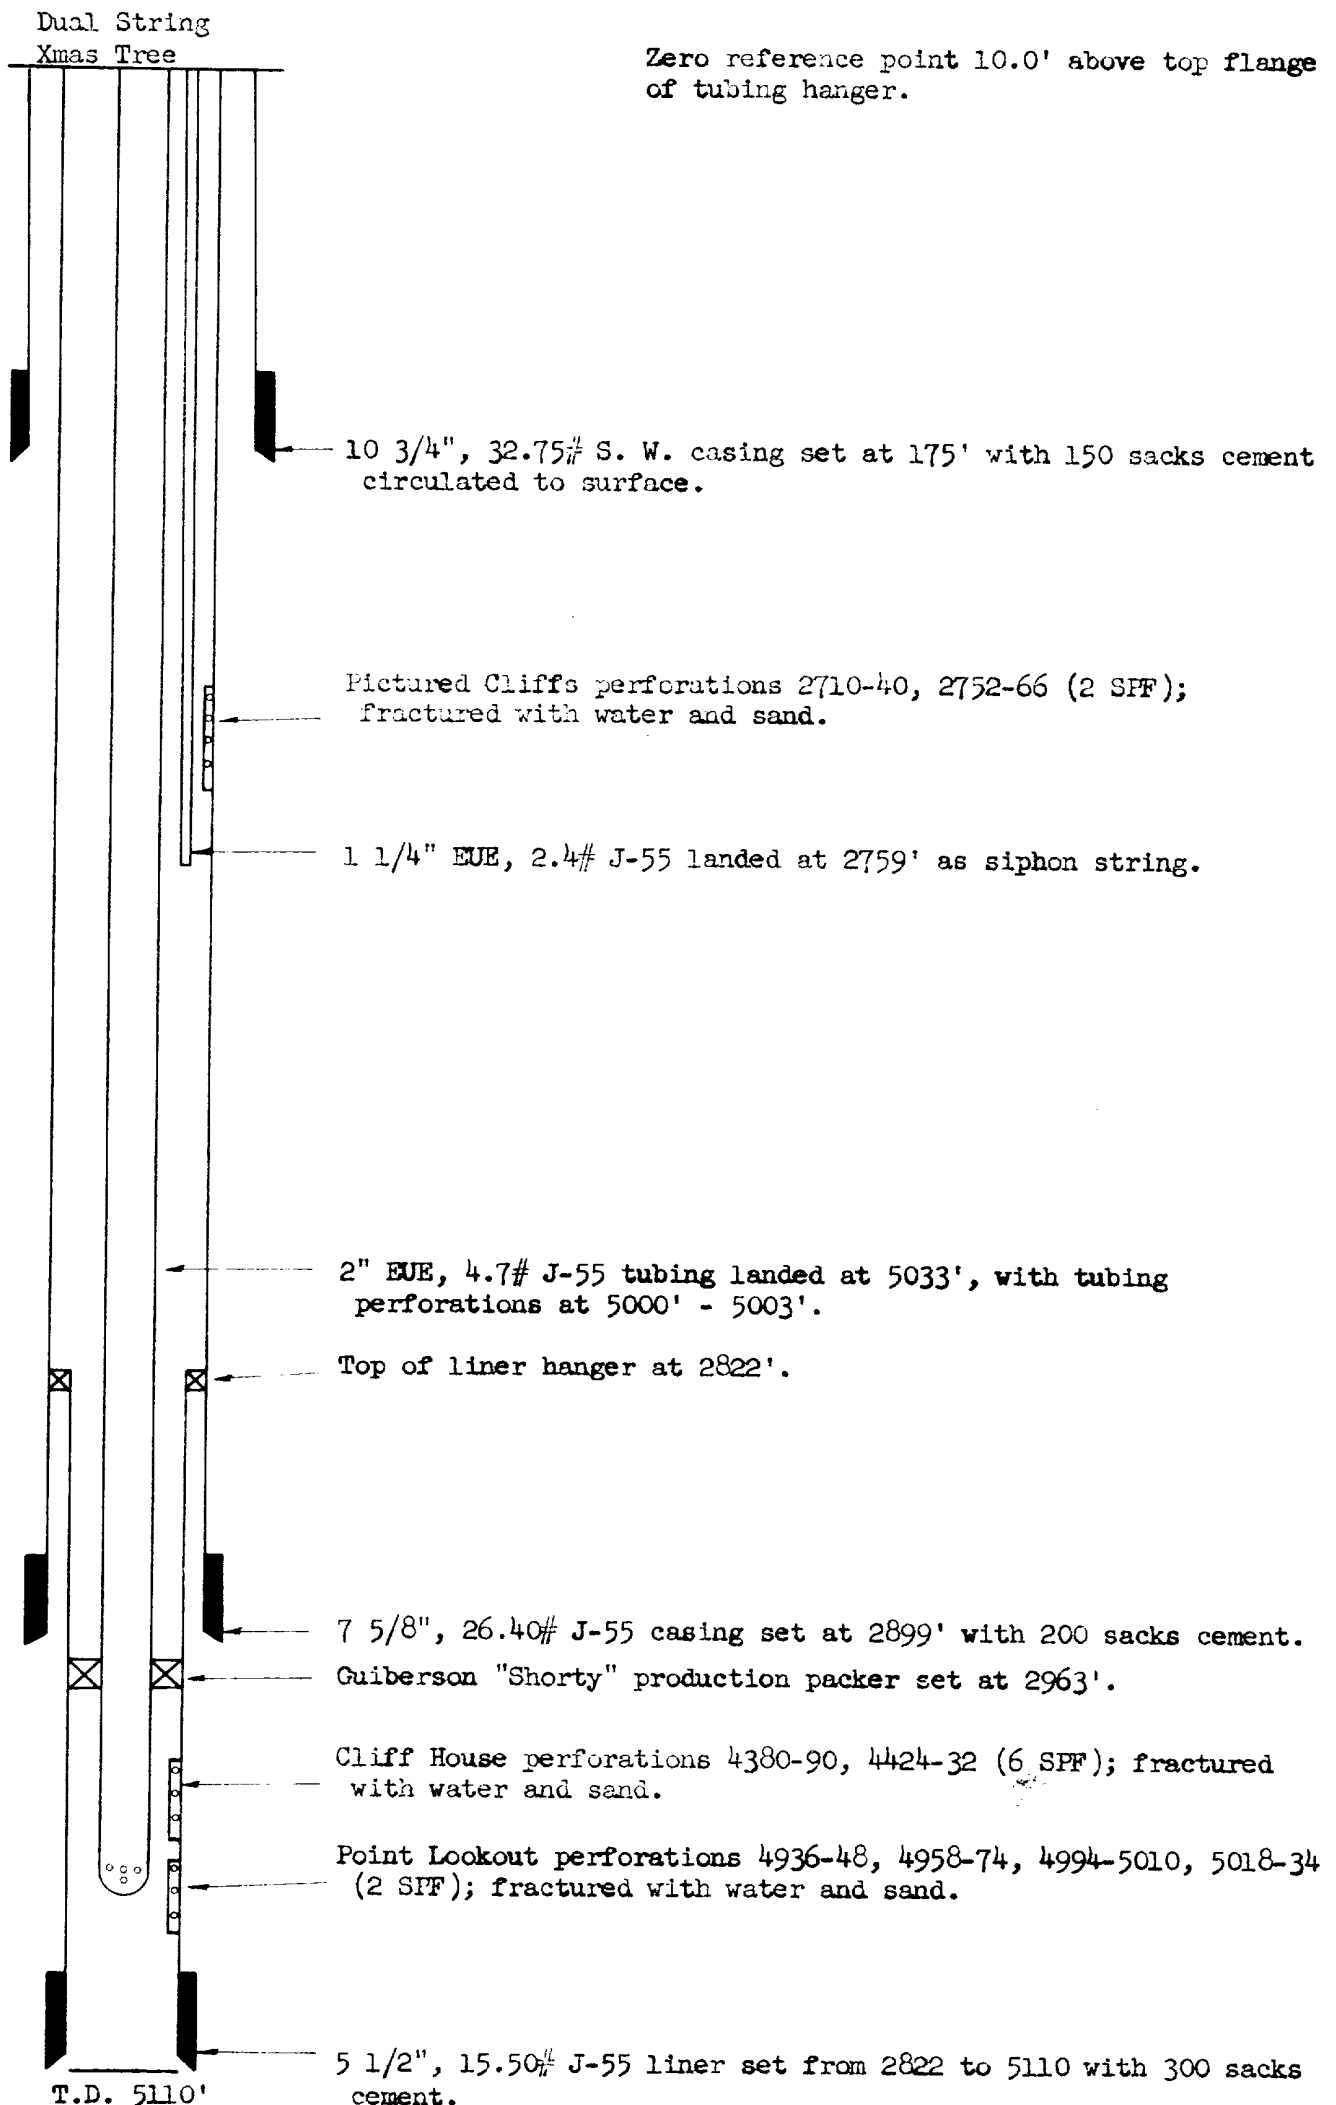 Dual String
Xmas Tree
Zero reference point 10.0' above top flange
of tubing hanger.
10 3/4", 32.75# S. W. casing set at 175' with 150 sacks cement
circulated to surface.
Pictured Cliffs perforations 2710-40, 2752-66 (2 SPF);
fractured with water and sand.
1 1/4" EUE, 2.4# J-55 landed at 2759' as siphon string.
2" EUE, 4.7# J-55 tubing landed at 5033', with tubing
perforations at 5000' - 5003'.
Top of liner hanger at 2822'.
7 5/8", 26.40# J-55 casing set at 2899' with 200 sacks cement.
Guiberson "Shorty" production packer set at 2963'.
Cliff House perforations 4380-90, 4424-32 (6 SPF); fractured
with water and sand.
Point Lookout perforations 4936-48, 4958-74, 4994-5010, 5018-34
(2 SPF); fractured with water and sand.
5 1/2", 15.50# J-55 liner set from 2822 to 5110 with 300 sacks
cement.
T.D. 5110'